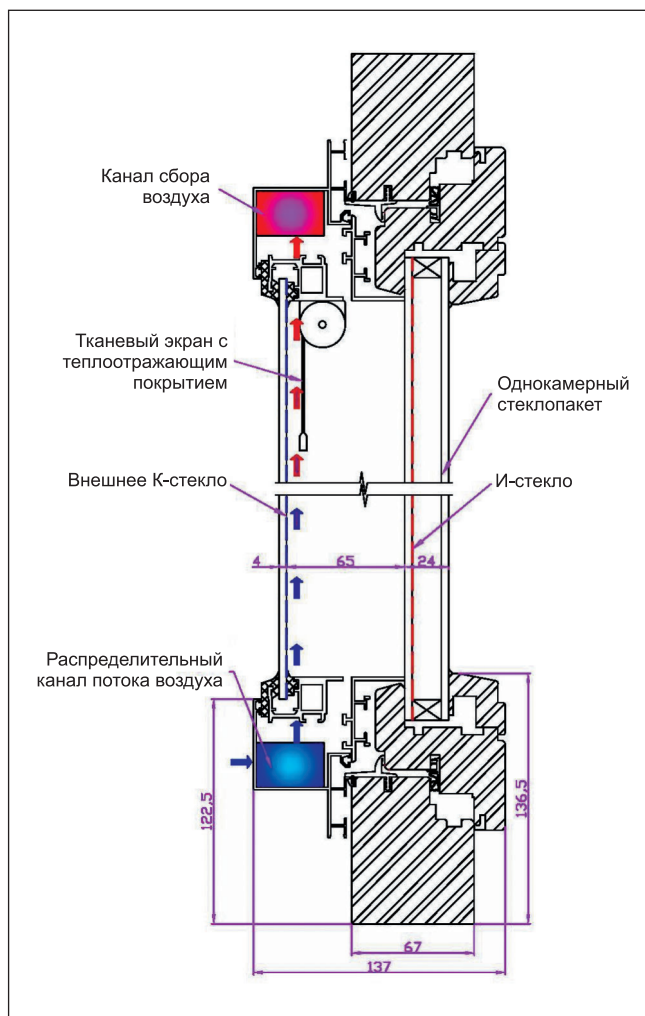 Канал сбора
воздуха
Тканевый экран с
теплоотражающим
покрытием
Однокамерный
стеклопакет
Внешнее К-стекло
И-стекло
4
65
24
Распределительный
канал потока воздуха
122,5
136,5
67
137